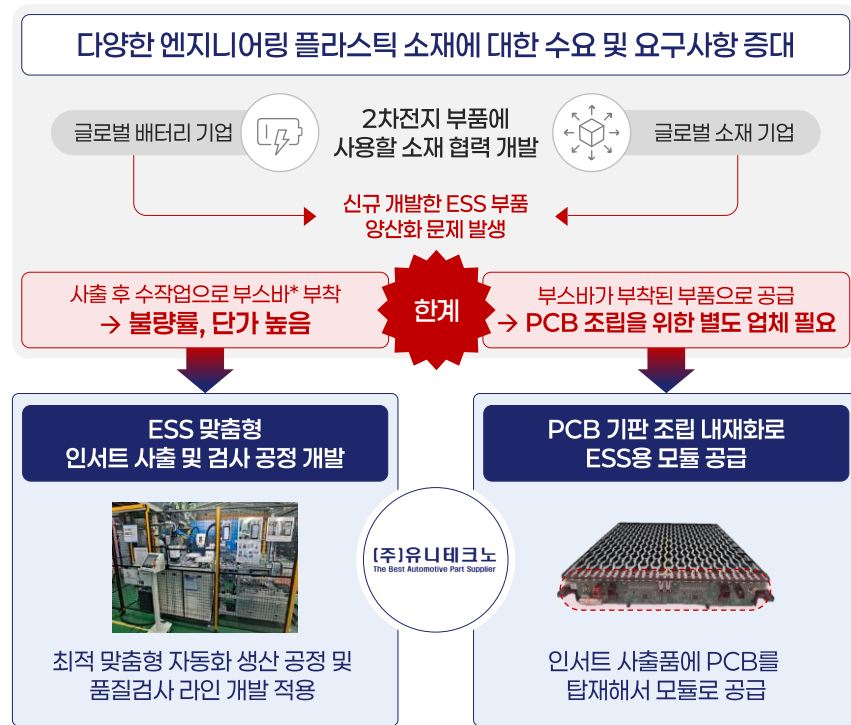 다양한 엔지니어링 플라스틱 소재에 대한 수요 및 요구사항 증대
글로벌 배터리 기업
2차전지 부품에
사용할 소재 협력 개발
글로벌 소재 기업
신규 개발한 ESS 부품
양산화 문제 발생
사출 후 수작업으로 부스바* 부착
→ 불량률, 단가 높음
한계
부스바가 부착된 부품으로 공급
→ PCB 조립을 위한 별도 업체 필요
ESS 맞춤형
인서트 사출 및 검사 공정 개발
PCB 기판 조립 내재화로
ESS용 모듈 공급
(주)유니테크노
The Best Automotive Part Supplier
최적 맞춤형 자동화 생산 공정 및
품질검사 라인 개발 적용
인서트 사출품에 PCB를
탑재해서 모듈로 공급